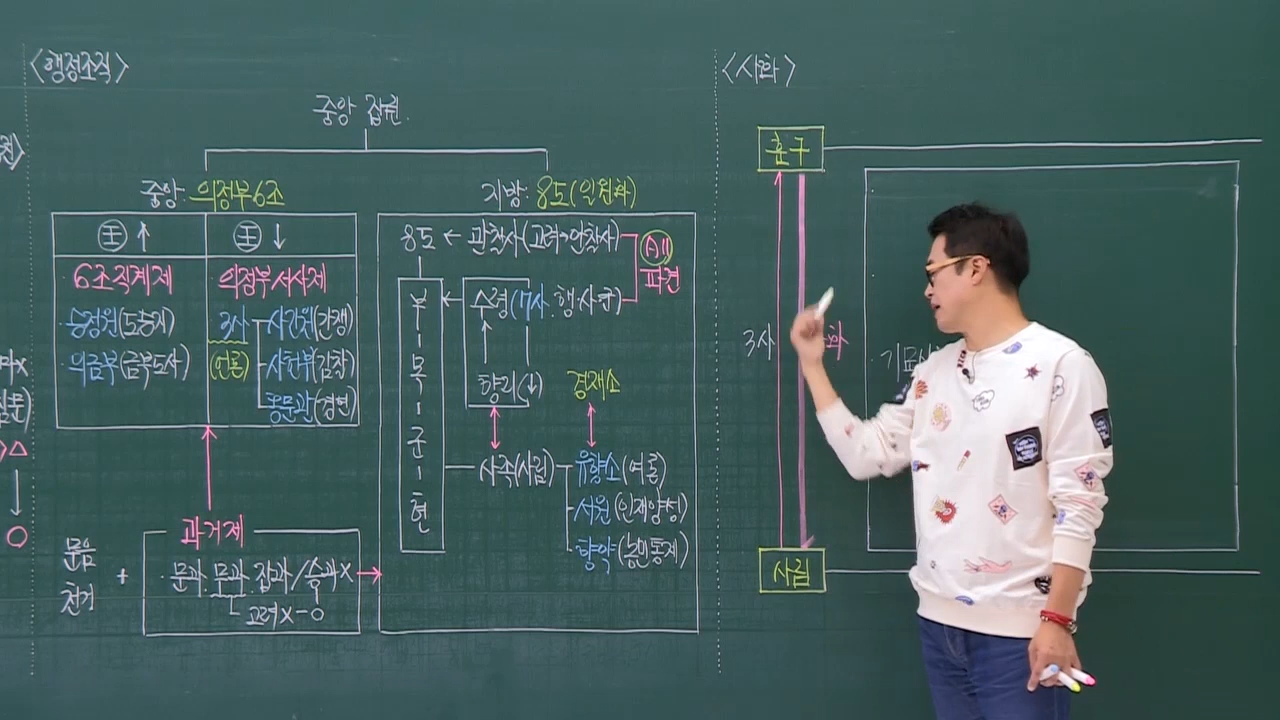 <행정조직>
중앙 집권.
중앙: 의정부 6조
王 ↑
王 ↓
6조직계제
의정부서사제
승정원(도승지)
의금부(금부도사)
3사
(언론)
사간원(간쟁)
사헌부(감찰)
홍문관(경연)
문음
천거
+
과거제
문과. 무과. 잡과/승과X
고려X-O
지방: 8도(일원화)
8도 ← 관찰사(고려→안찰사)
All
파견
부-목-군-현
수령(7사. 행·사·군)
향리(↓)
경재소
사족(사림)
유향소(여론)
서원(인재양성)
향약(농민통제)
<사화>
훈구
3사
화
사림